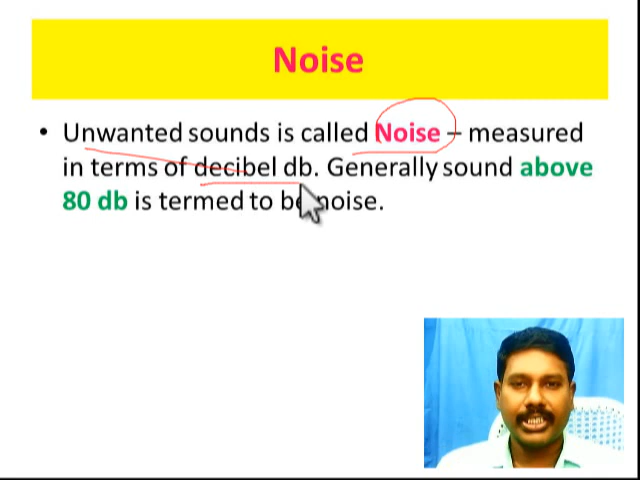 Noise
• Unwanted sounds is called Noise – measured
in terms of decibel db. Generally sound above
80 db is termed to be noise.